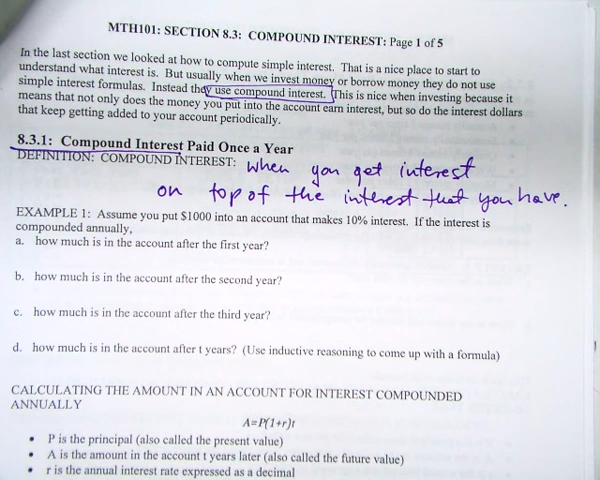 MTH101: SECTION 8.3: COMPOUND INTEREST: Page 1 of 5
In the last section we looked at how to compute simple interest. That is a nice place to start to
understand what interest is. But usually when we invest money or borrow money they do not use
simple interest formulas. Instead they use compound interest. This is nice when investing because it
means that not only does the money you put into the account earn interest, but so do the interest dollars
that keep getting added to your account periodically.
8.3.1: Compound Interest Paid Once a Year
DEFINITION: COMPOUND INTEREST: When you get interest
on top of the interest that you have.
EXAMPLE 1: Assume you put $1000 into an account that makes 10% interest. If the interest is
compounded annually,
a. how much is in the account after the first year?
b. how much is in the account after the second year?
c. how much is in the account after the third year?
d. how much is in the account after t years? (Use inductive reasoning to come up with a formula)
CALCULATING THE AMOUNT IN AN ACCOUNT FOR INTEREST COMPOUNDED
ANNUALLY
A=P(1+r)t
• P is the principal (also called the present value)
• A is the amount in the account t years later (also called the future value)
• r is the annual interest rate expressed as a decimal